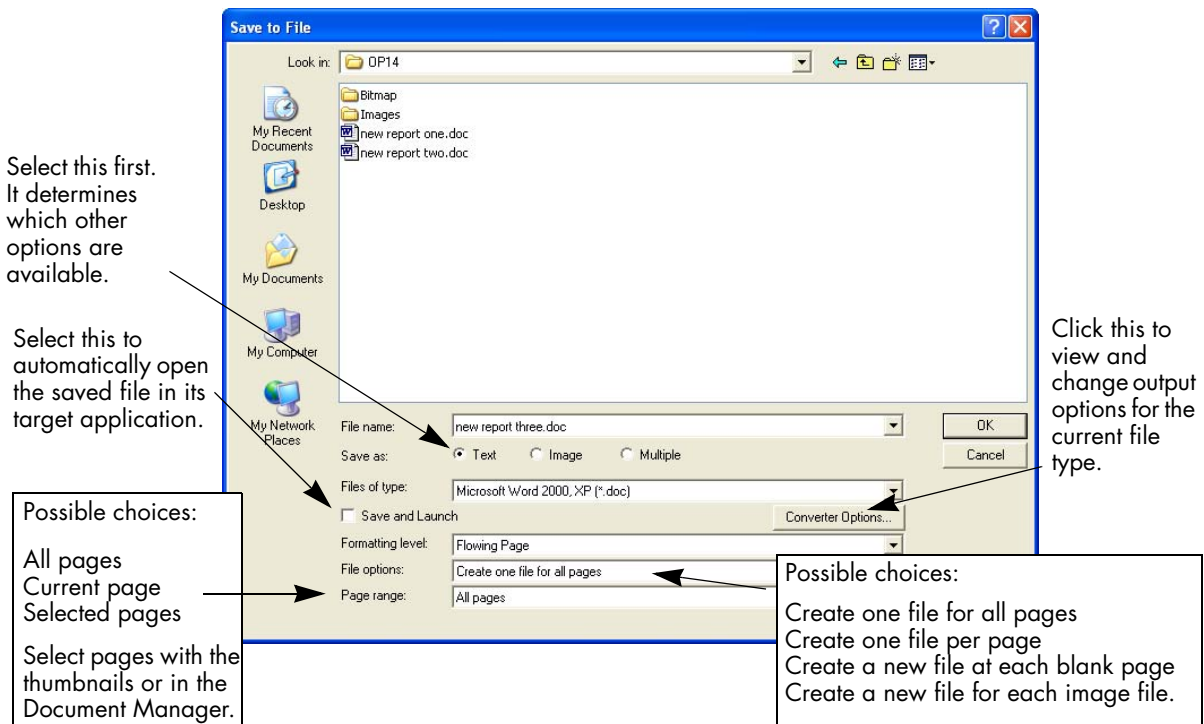 Save to File
Look in:
OP14
Bitmap
Images
new report one.doc
new report two.doc
My Recent
Documents
Desktop
My Documents
My Computer
My Network
Places
File name:
new report three.doc
OK
Save as:
Text
Image
Multiple
Cancel
Files of type:
Microsoft Word 2000, XP (*.doc)
Save and Launch
Converter Options...
Formatting level:
Flowing Page
File options:
Create one file for all pages
Page range:
All pages
Select this first.
It determines
which other
options are
available.
Select this to
automatically open
the saved file in its
target application.
Possible choices:
All pages
Current page
Selected pages
Select pages with the
thumbnails or in the
Document Manager.
Click this to
view and
change output
options for the
current file
type.
Possible choices:
Create one file for all pages
Create one file per page
Create a new file at each blank page
Create a new file for each image file.